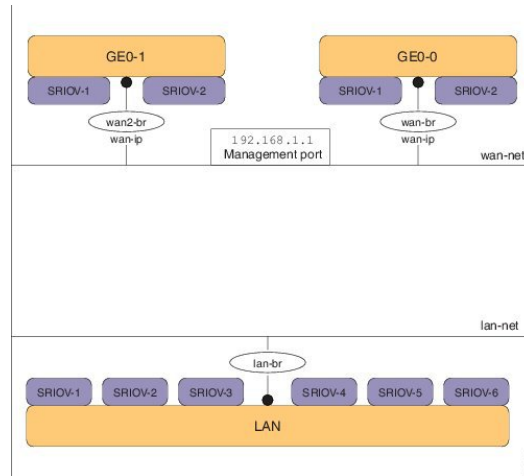 GE0-1
GE0-0
SRIOV-1
SRIOV-2
SRIOV-1
SRIOV-2
wan2-br
wan-ip
192.168.1.1
Management port
wan-br
wan-ip
wan-net
lan-net
lan-br
SRIOV-1
SRIOV-2
SRIOV-3
SRIOV-4
SRIOV-5
SRIOV-6
LAN